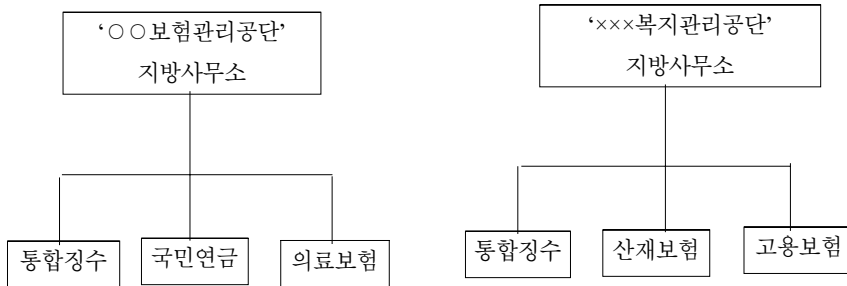 ‘○○보험관리공단’
지방사무소
통합징수
국민연금
의료보험
‘×××복지관리공단’
지방사무소
통합징수
산재보험
고용보험